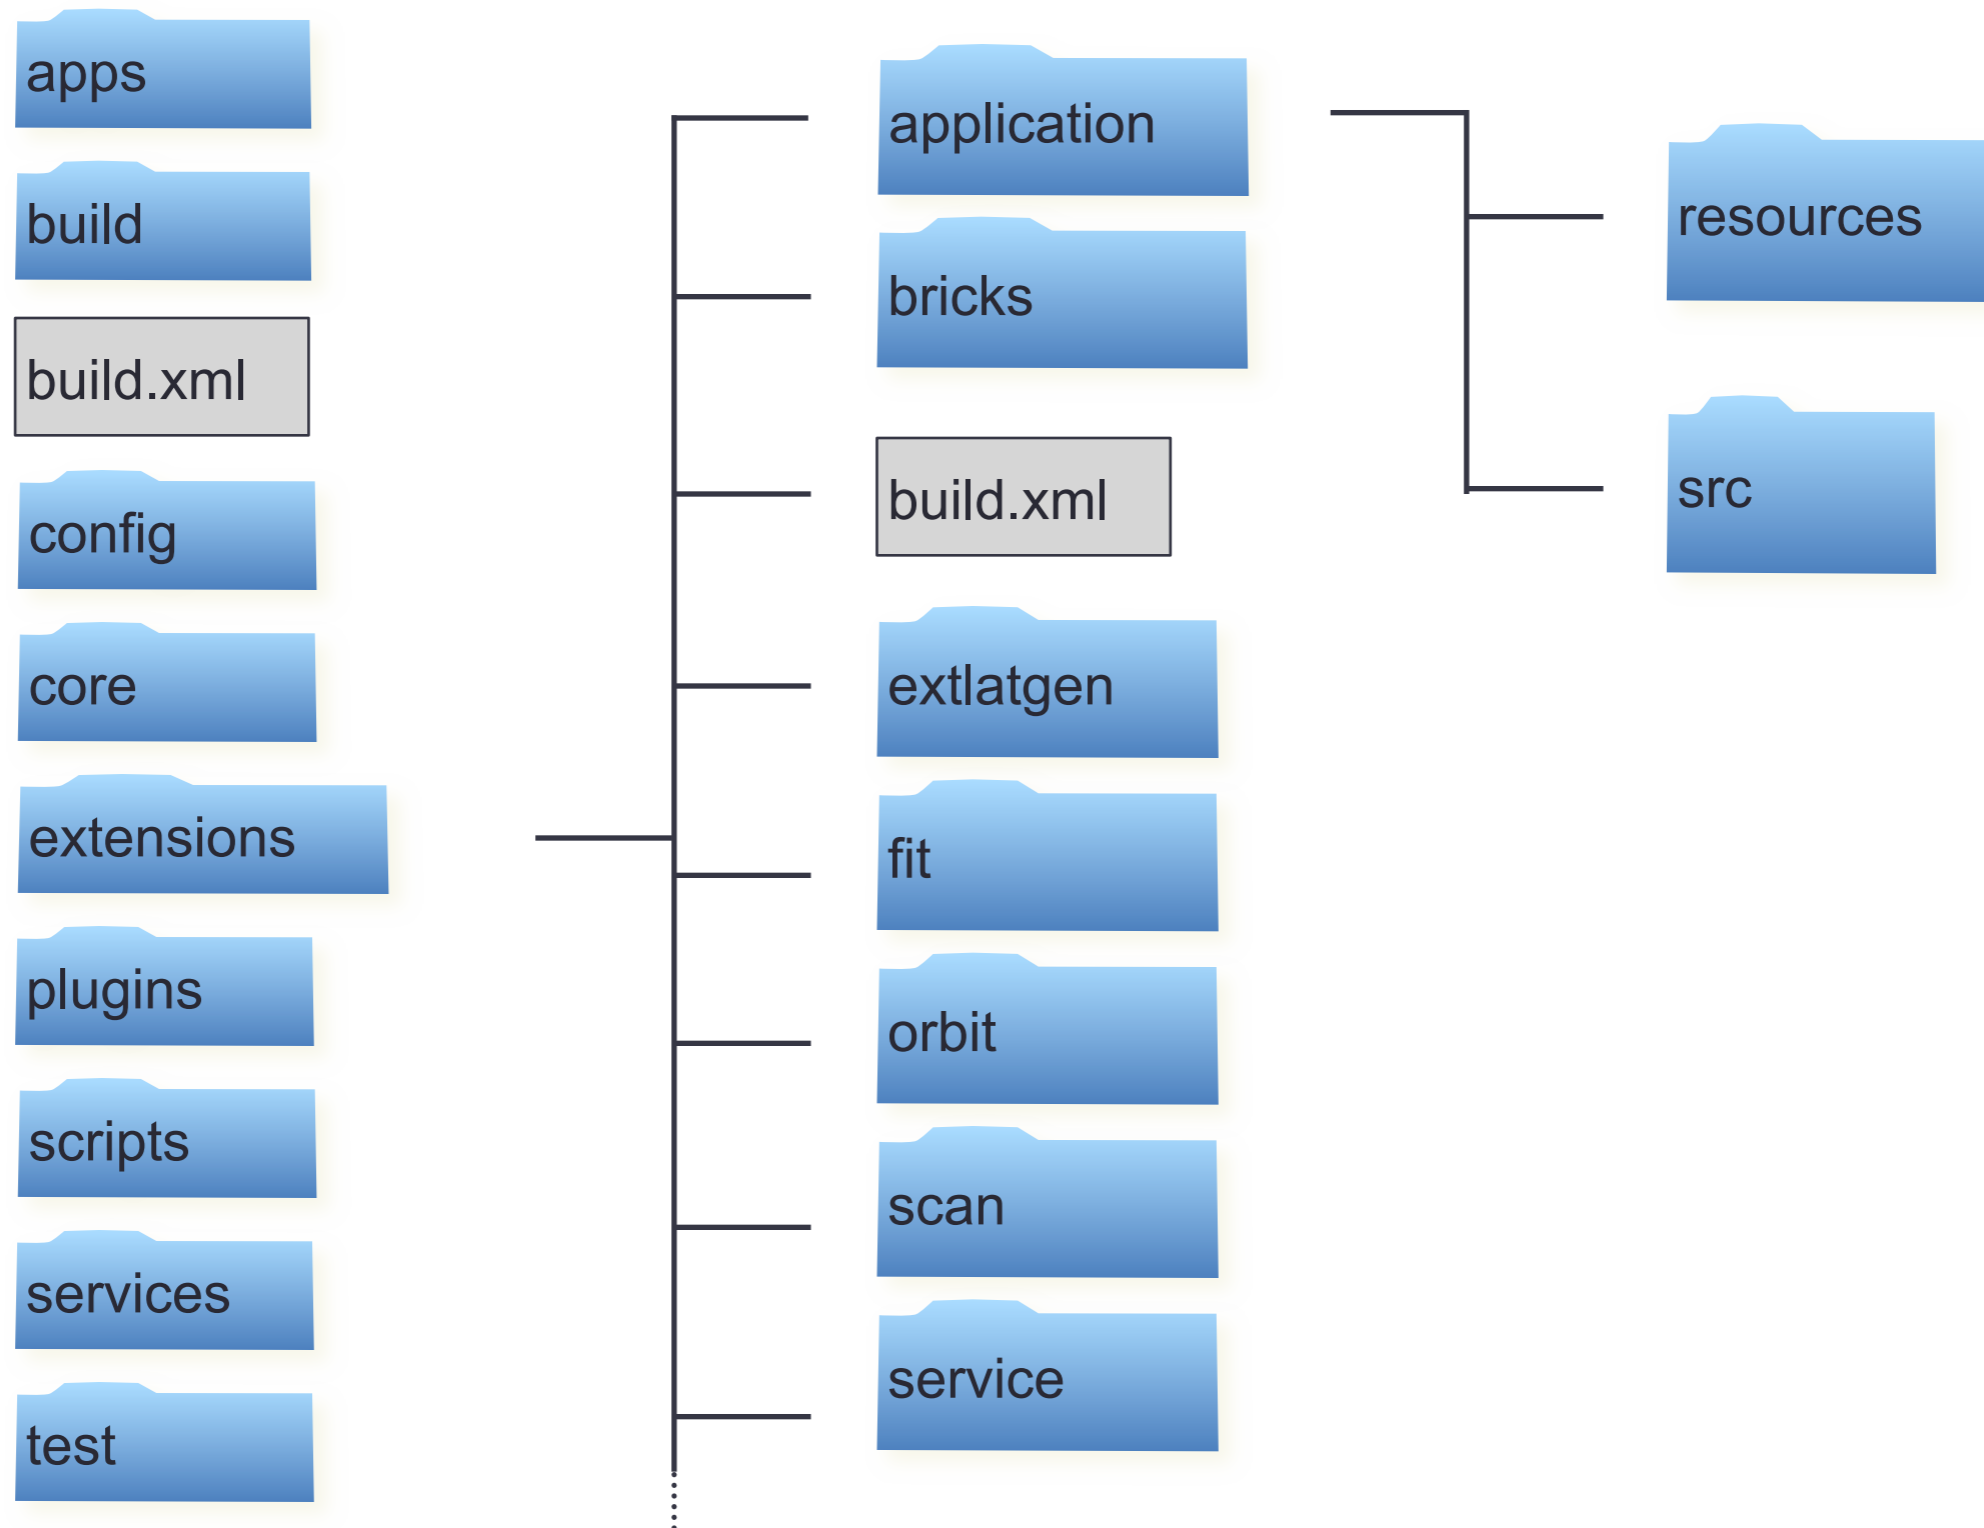 apps
build
build.xml
config
core
extensions
plugins
scripts
services
test
application
bricks
build.xml
extlatgen
fit
orbit
scan
service
resources
src